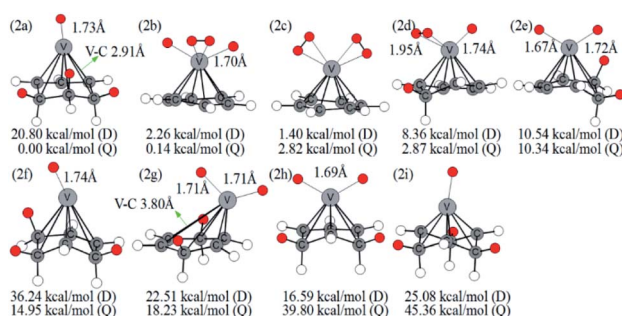 (2a)
1.73Å
V-C 2.91Å
V
C
20.80 kcal/mol (D)
0.00 kcal/mol (Q)
(2b)
V
1.70Å
C
2.26 kcal/mol (D)
0.14 kcal/mol (Q)
(2c)
V
C
1.40 kcal/mol (D)
2.82 kcal/mol (Q)
(2d)
1.95Å
V
1.74Å
C
8.36 kcal/mol (D)
2.87 kcal/mol (Q)
(2e)
1.67Å
V
1.72Å
C
10.54 kcal/mol (D)
10.34 kcal/mol (Q)
(2f)
1.74Å
V
C
36.24 kcal/mol (D)
14.95 kcal/mol (Q)
(2g)
1.71Å
1.71Å
V-C 3.80Å
V
C
22.51 kcal/mol (D)
18.23 kcal/mol (Q)
(2h)
1.69Å
V
C
16.59 kcal/mol (D)
39.80 kcal/mol (Q)
(2i)
V
C
25.08 kcal/mol (D)
45.36 kcal/mol (Q)